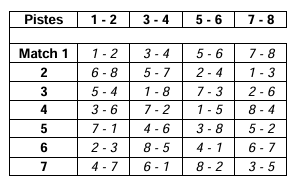 Pistes 1 - 2 3 - 4 5 - 6 7 - 8
Match 1 1 - 2 3 - 4 5 - 6 7 - 8
2 6 - 8 5 - 7 2 - 4 1 - 3
3 5 - 4 1 - 8 7 - 3 2 - 6
4 3 - 6 7 - 2 1 - 5 8 - 4
5 7 - 1 4 - 6 3 - 8 5 - 2
6 2 - 3 8 - 5 4 - 1 6 - 7
7 4 - 7 6 - 1 8 - 2 3 - 5